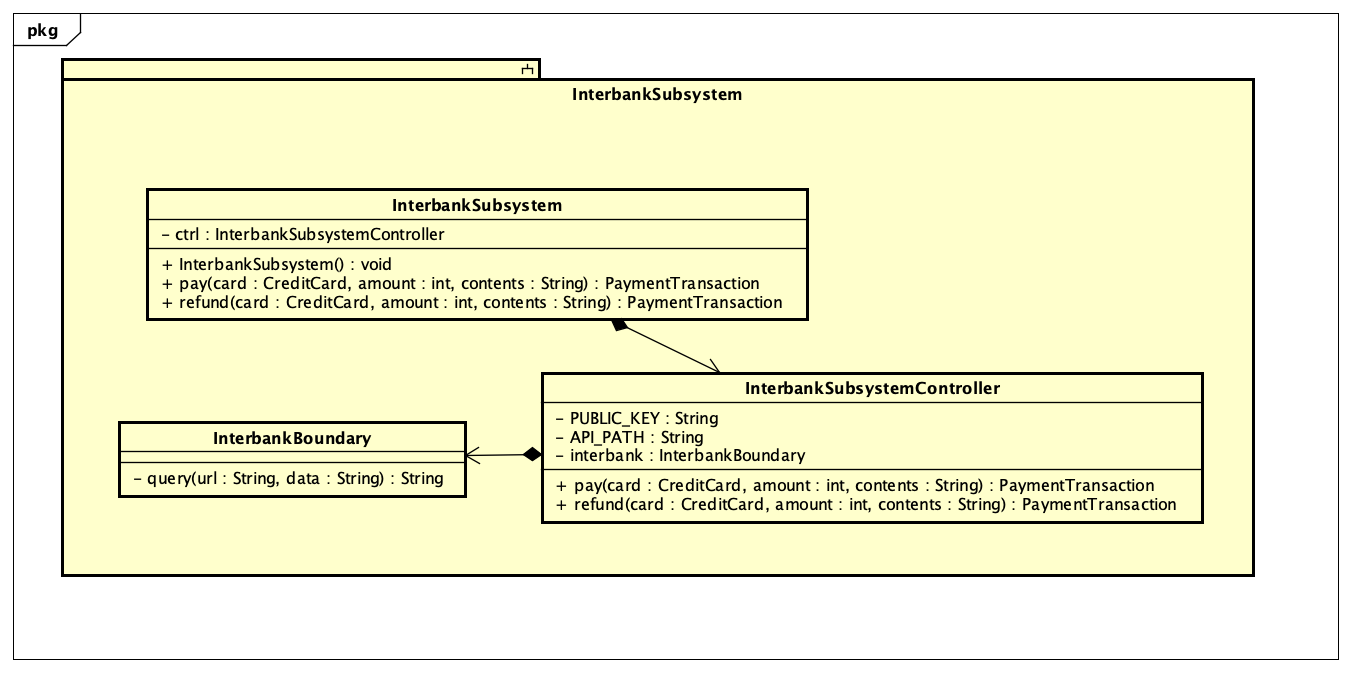 pkg
InterbankSubsystem
InterbankSubsystem
- ctrl : InterbankSubsystemController
+ InterbankSubsystem() : void
+ pay(card : CreditCard, amount : int, contents : String) : PaymentTransaction
+ refund(card : CreditCard, amount : int, contents : String) : PaymentTransaction
InterbankSubsystemController
- PUBLIC_KEY : String
- API_PATH : String
- interbank : InterbankBoundary
+ pay(card : CreditCard, amount : int, contents : String) : PaymentTransaction
+ refund(card : CreditCard, amount : int, contents : String) : PaymentTransaction
InterbankBoundary
- query(url : String, data : String) : String